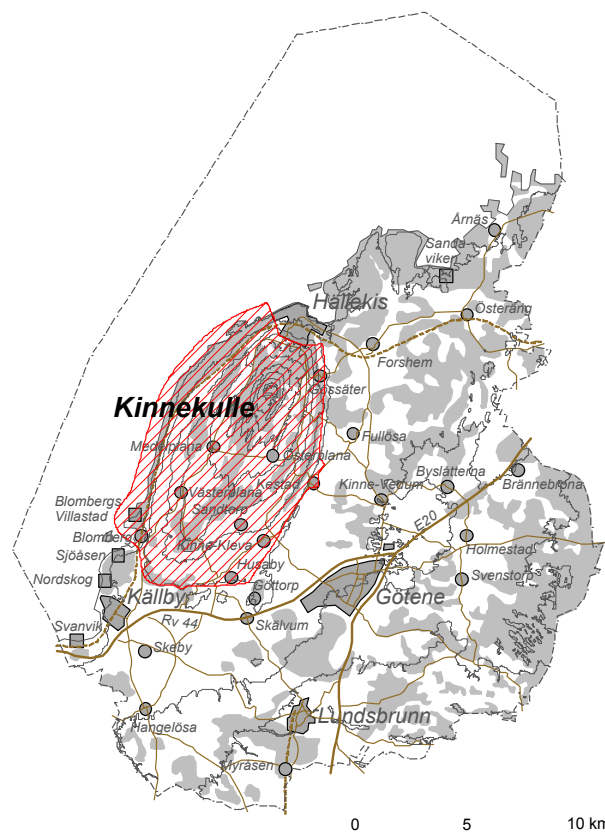 Årnäs
Sanda-
viken
Hällekis
Österäng
Forshem
Gössäter
Kinnekulle
Fullösa
Medelplana
Österplana
Byslätterna
Brännebrona
Kestad
Kinne-Vedum
Västerplana
Blombergs
Villastad
Sandtorp
E20
Blomberg
Kinne-Kleva
Holmestad
Sjöåsen
Husaby
Nordskog
Göttorp
Svenstorp
Källby
Götene
Svanvik
Rv 44
Skälvum
Skeby
Lundsbrunn
Hangelösa
Myråsen
0 5 10 km